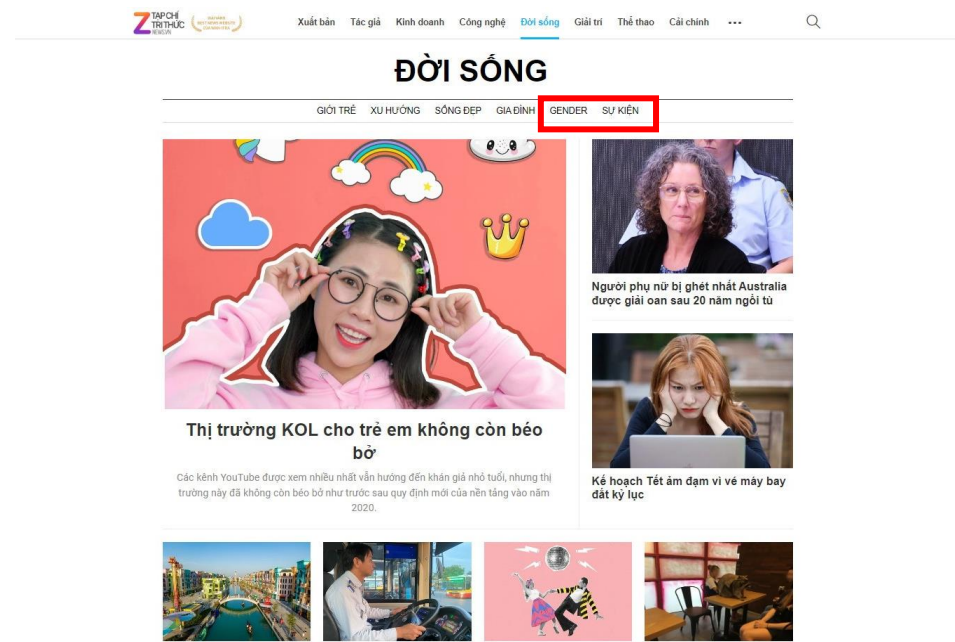 TẠP CHÍ
TRI THỨC
NEWS.VN
Xuất bản Tác giả Kinh doanh Công nghệ Đời sống Giải trí Thể thao Cải chính
ĐỜI SỐNG
GIỚI TRẺ XU HƯỚNG SỐNG ĐẸP GIA ĐÌNH GENDER SỰ KIỆN
Thị trường KOL cho trẻ em không còn béo
bở
Các kênh YouTube được xem nhiều nhất vẫn hướng đến khán giả nhỏ tuổi, nhưng thị
trường này đã không còn béo bở như trước sau quy định mới của nền tảng vào năm
2020.
Người phụ nữ bị ghét nhất Australia
được giải oan sau 20 năm ngồi tù
Kế hoạch Tết ảm đạm vì vé máy bay
đắt kỷ lục